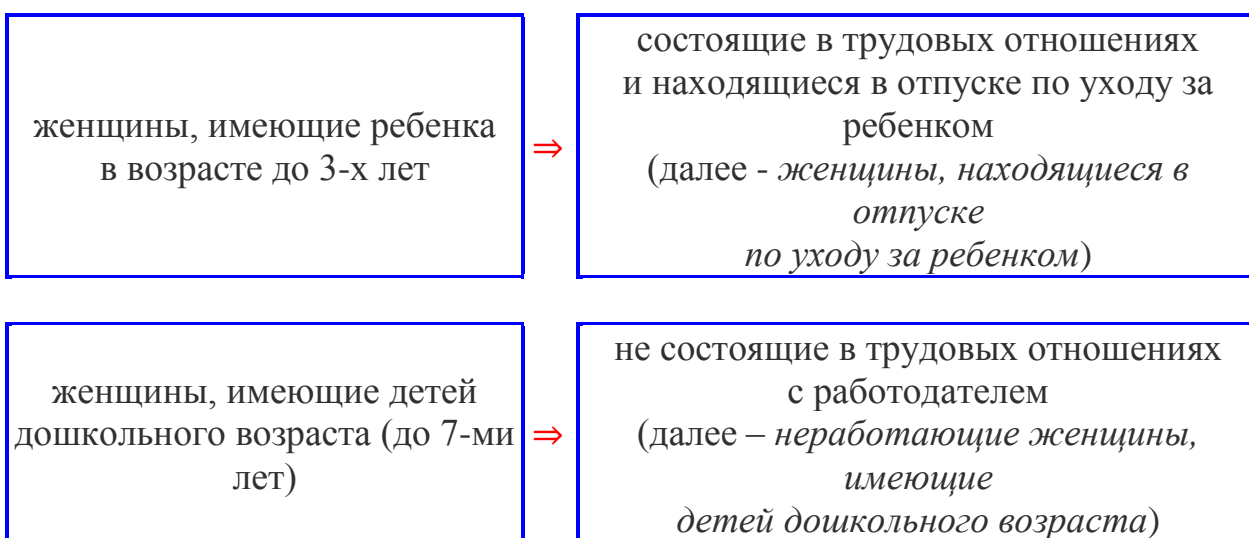 женщины, имеющие ребенка
в возрасте до 3-х лет
⇒
состоящие в трудовых отношениях
и находящиеся в отпуске по уходу за
ребенком
(далее - женщины, находящиеся в
отпуске
по уходу за ребенком)
женщины, имеющие детей
дошкольного возраста (до 7-ми
лет)
⇒
не состоящие в трудовых отношениях
с работодателем
(далее – неработающие женщины,
имеющие
детей дошкольного возраста)